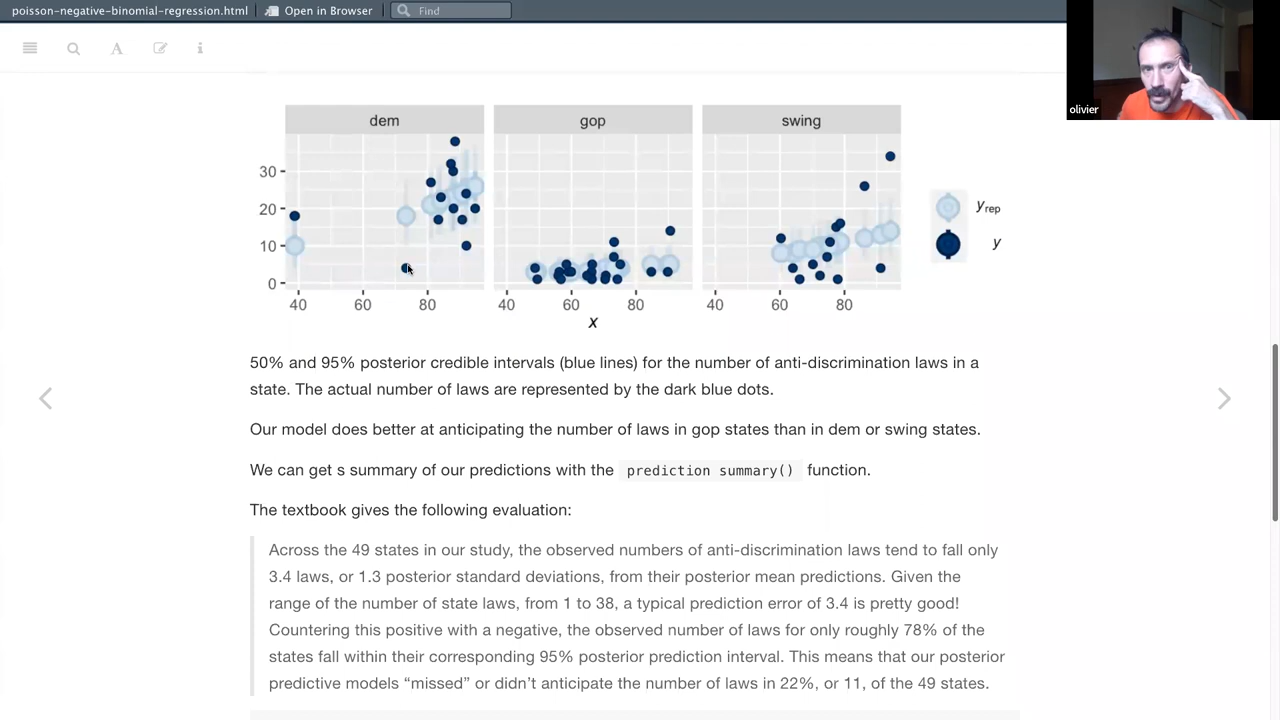 poisson-negative-binomial-regression.html Open in Browser Find
olivier
dem gop swing
30
20
10
0
40 60 80 40 60 80 40 60 80
x
yrep
y
50% and 95% posterior credible intervals (blue lines) for the number of anti-discrimination laws in a
state. The actual number of laws are represented by the dark blue dots.
Our model does better at anticipating the number of laws in gop states than in dem or swing states.
We can get s summary of our predictions with the prediction summary() function.
The textbook gives the following evaluation:
Across the 49 states in our study, the observed numbers of anti-discrimination laws tend to fall only
3.4 laws, or 1.3 posterior standard deviations, from their posterior mean predictions. Given the
range of the number of state laws, from 1 to 38, a typical prediction error of 3.4 is pretty good!
Countering this positive with a negative, the observed number of laws for only roughly 78% of the
states fall within their corresponding 95% posterior prediction interval. This means that our posterior
predictive models “missed” or didn’t anticipate the number of laws in 22%, or 11, of the 49 states.